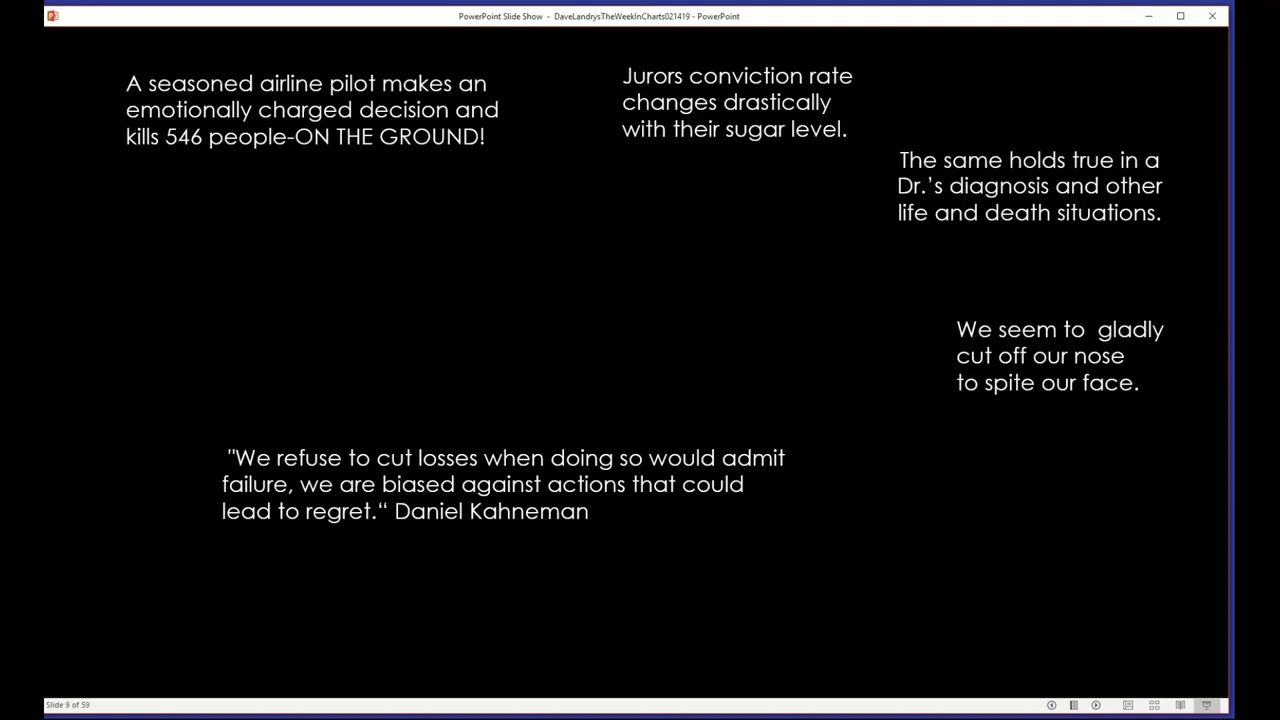 PowerPoint Slide Show - DaveLandrysTheWeekInCharts021419 - PowerPoint
A seasoned airline pilot makes an
emotionally charged decision and
kills 546 people-ON THE GROUND!
Jurors conviction rate
changes drastically
with their sugar level.
The same holds true in a
Dr.'s diagnosis and other
life and death situations.
We seem to  gladly
cut off our nose
to spite our face.
"We refuse to cut losses when doing so would admit
failure, we are biased against actions that could
lead to regret.“ Daniel Kahneman
Slide 9 of 59